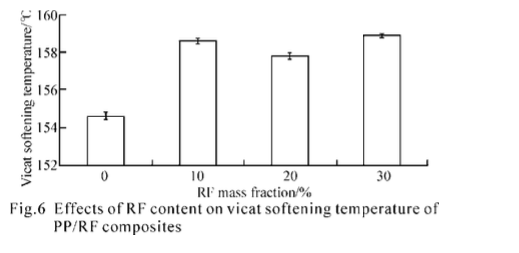 Vicat softening temperature/℃
160
158
156
154
152
0 10 20 30
RF mass fraction/%
Fig.6 Effects of RF content on vicat softening temperature of
PP/RF composites